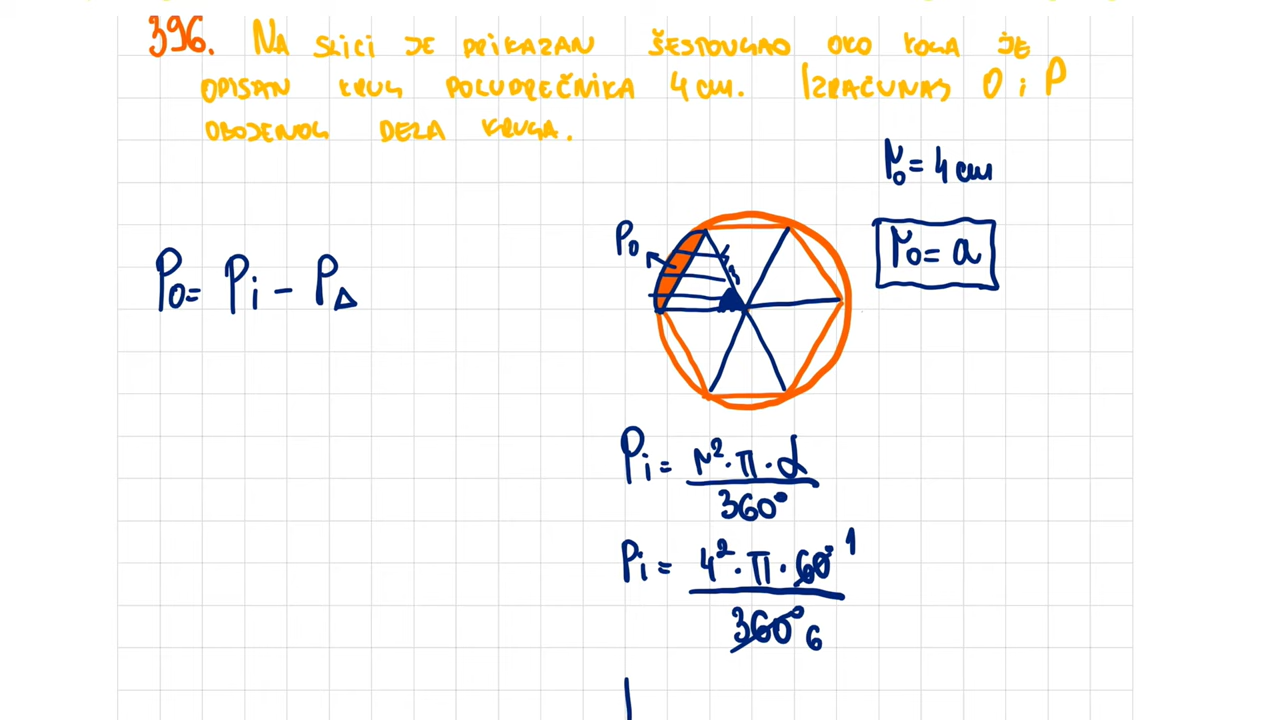 396. NA SLICI JE PRIKAZAN ŠESTOUGAO OKO KOGA JE
OPISAN KRUG POLUPREČNIKA 4 cm. IZRAČUNAJ O i P
OBOJENOG DELA KRUGA.
r₀ = 4 cm
P₀
r₀ = a
P₀ = Pᵢ - P△
Pᵢ = r² · π · α
360°
Pᵢ = 4² · π · 60° 1
360° 6